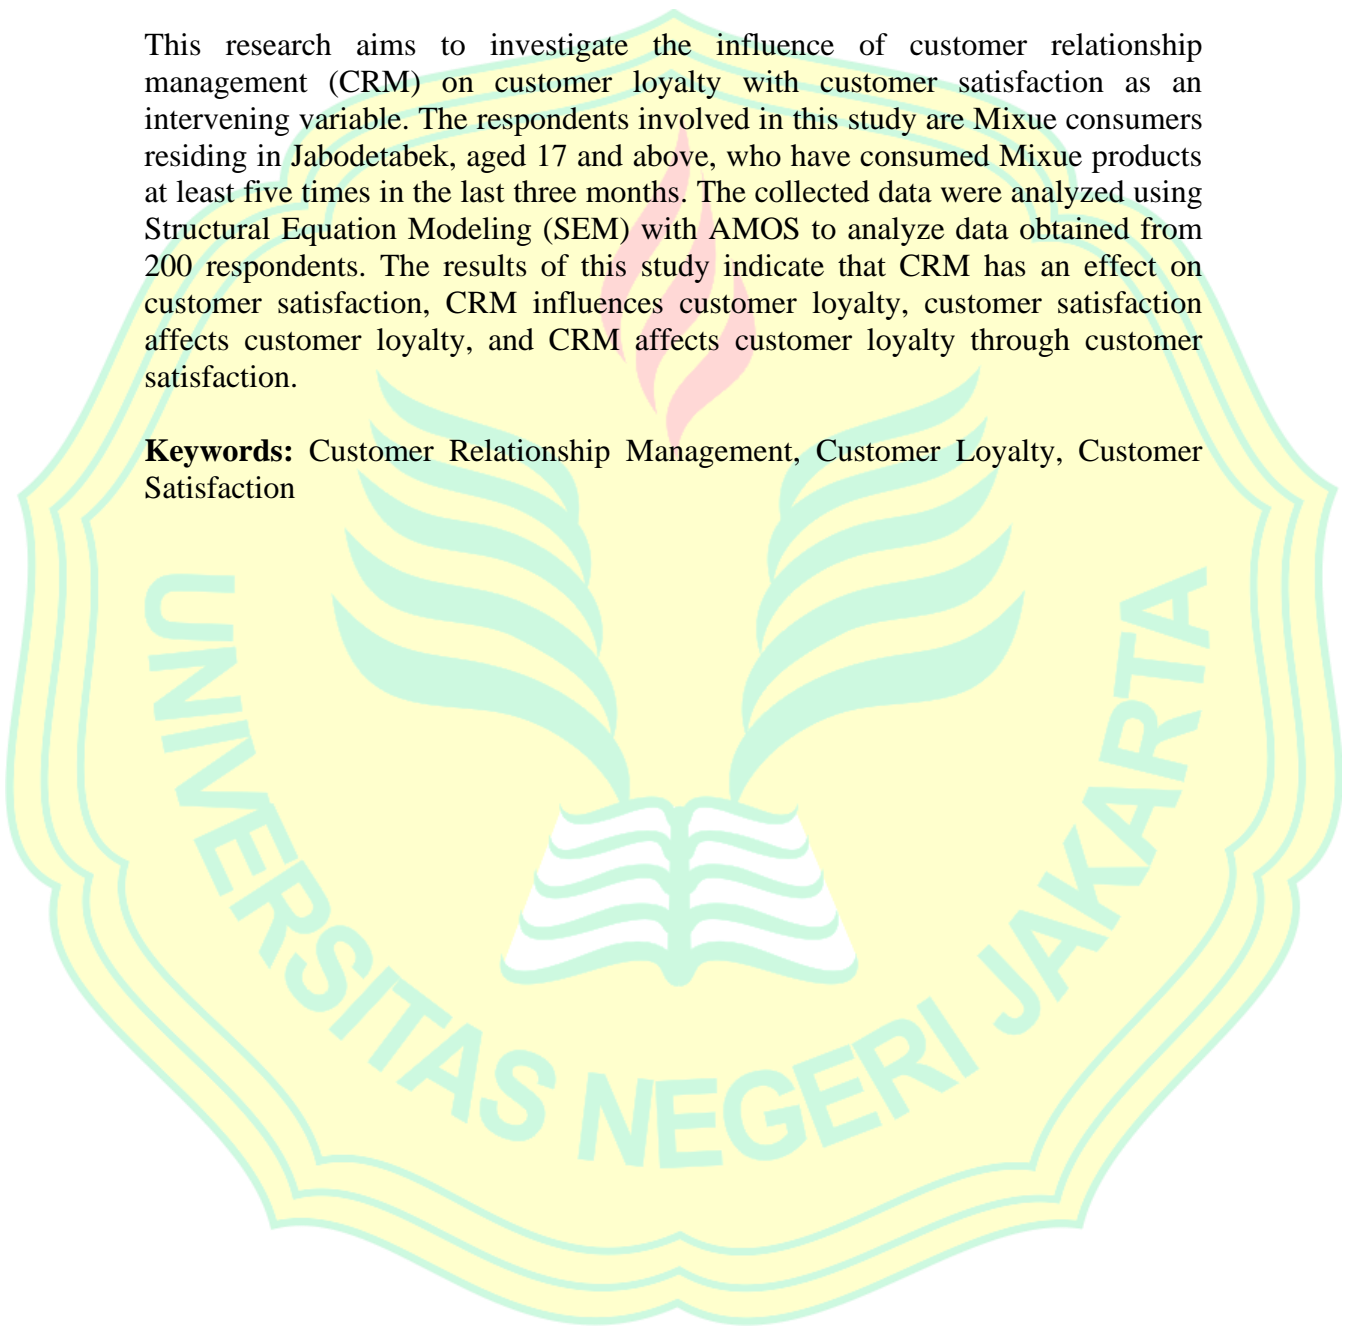 This research aims to investigate the influence of customer relationship
management (CRM) on customer loyalty with customer satisfaction as an
intervening variable. The respondents involved in this study are Mixue consumers
residing in Jabodetabek, aged 17 and above, who have consumed Mixue products
at least five times in the last three months. The collected data were analyzed using
Structural Equation Modeling (SEM) with AMOS to analyze data obtained from
200 respondents. The results of this study indicate that CRM has an effect on
customer satisfaction, CRM influences customer loyalty, customer satisfaction
affects customer loyalty, and CRM affects customer loyalty through customer
satisfaction.
Keywords: Customer Relationship Management, Customer Loyalty, Customer
Satisfaction
UNIVERSITAS NEGERI JAKARTA